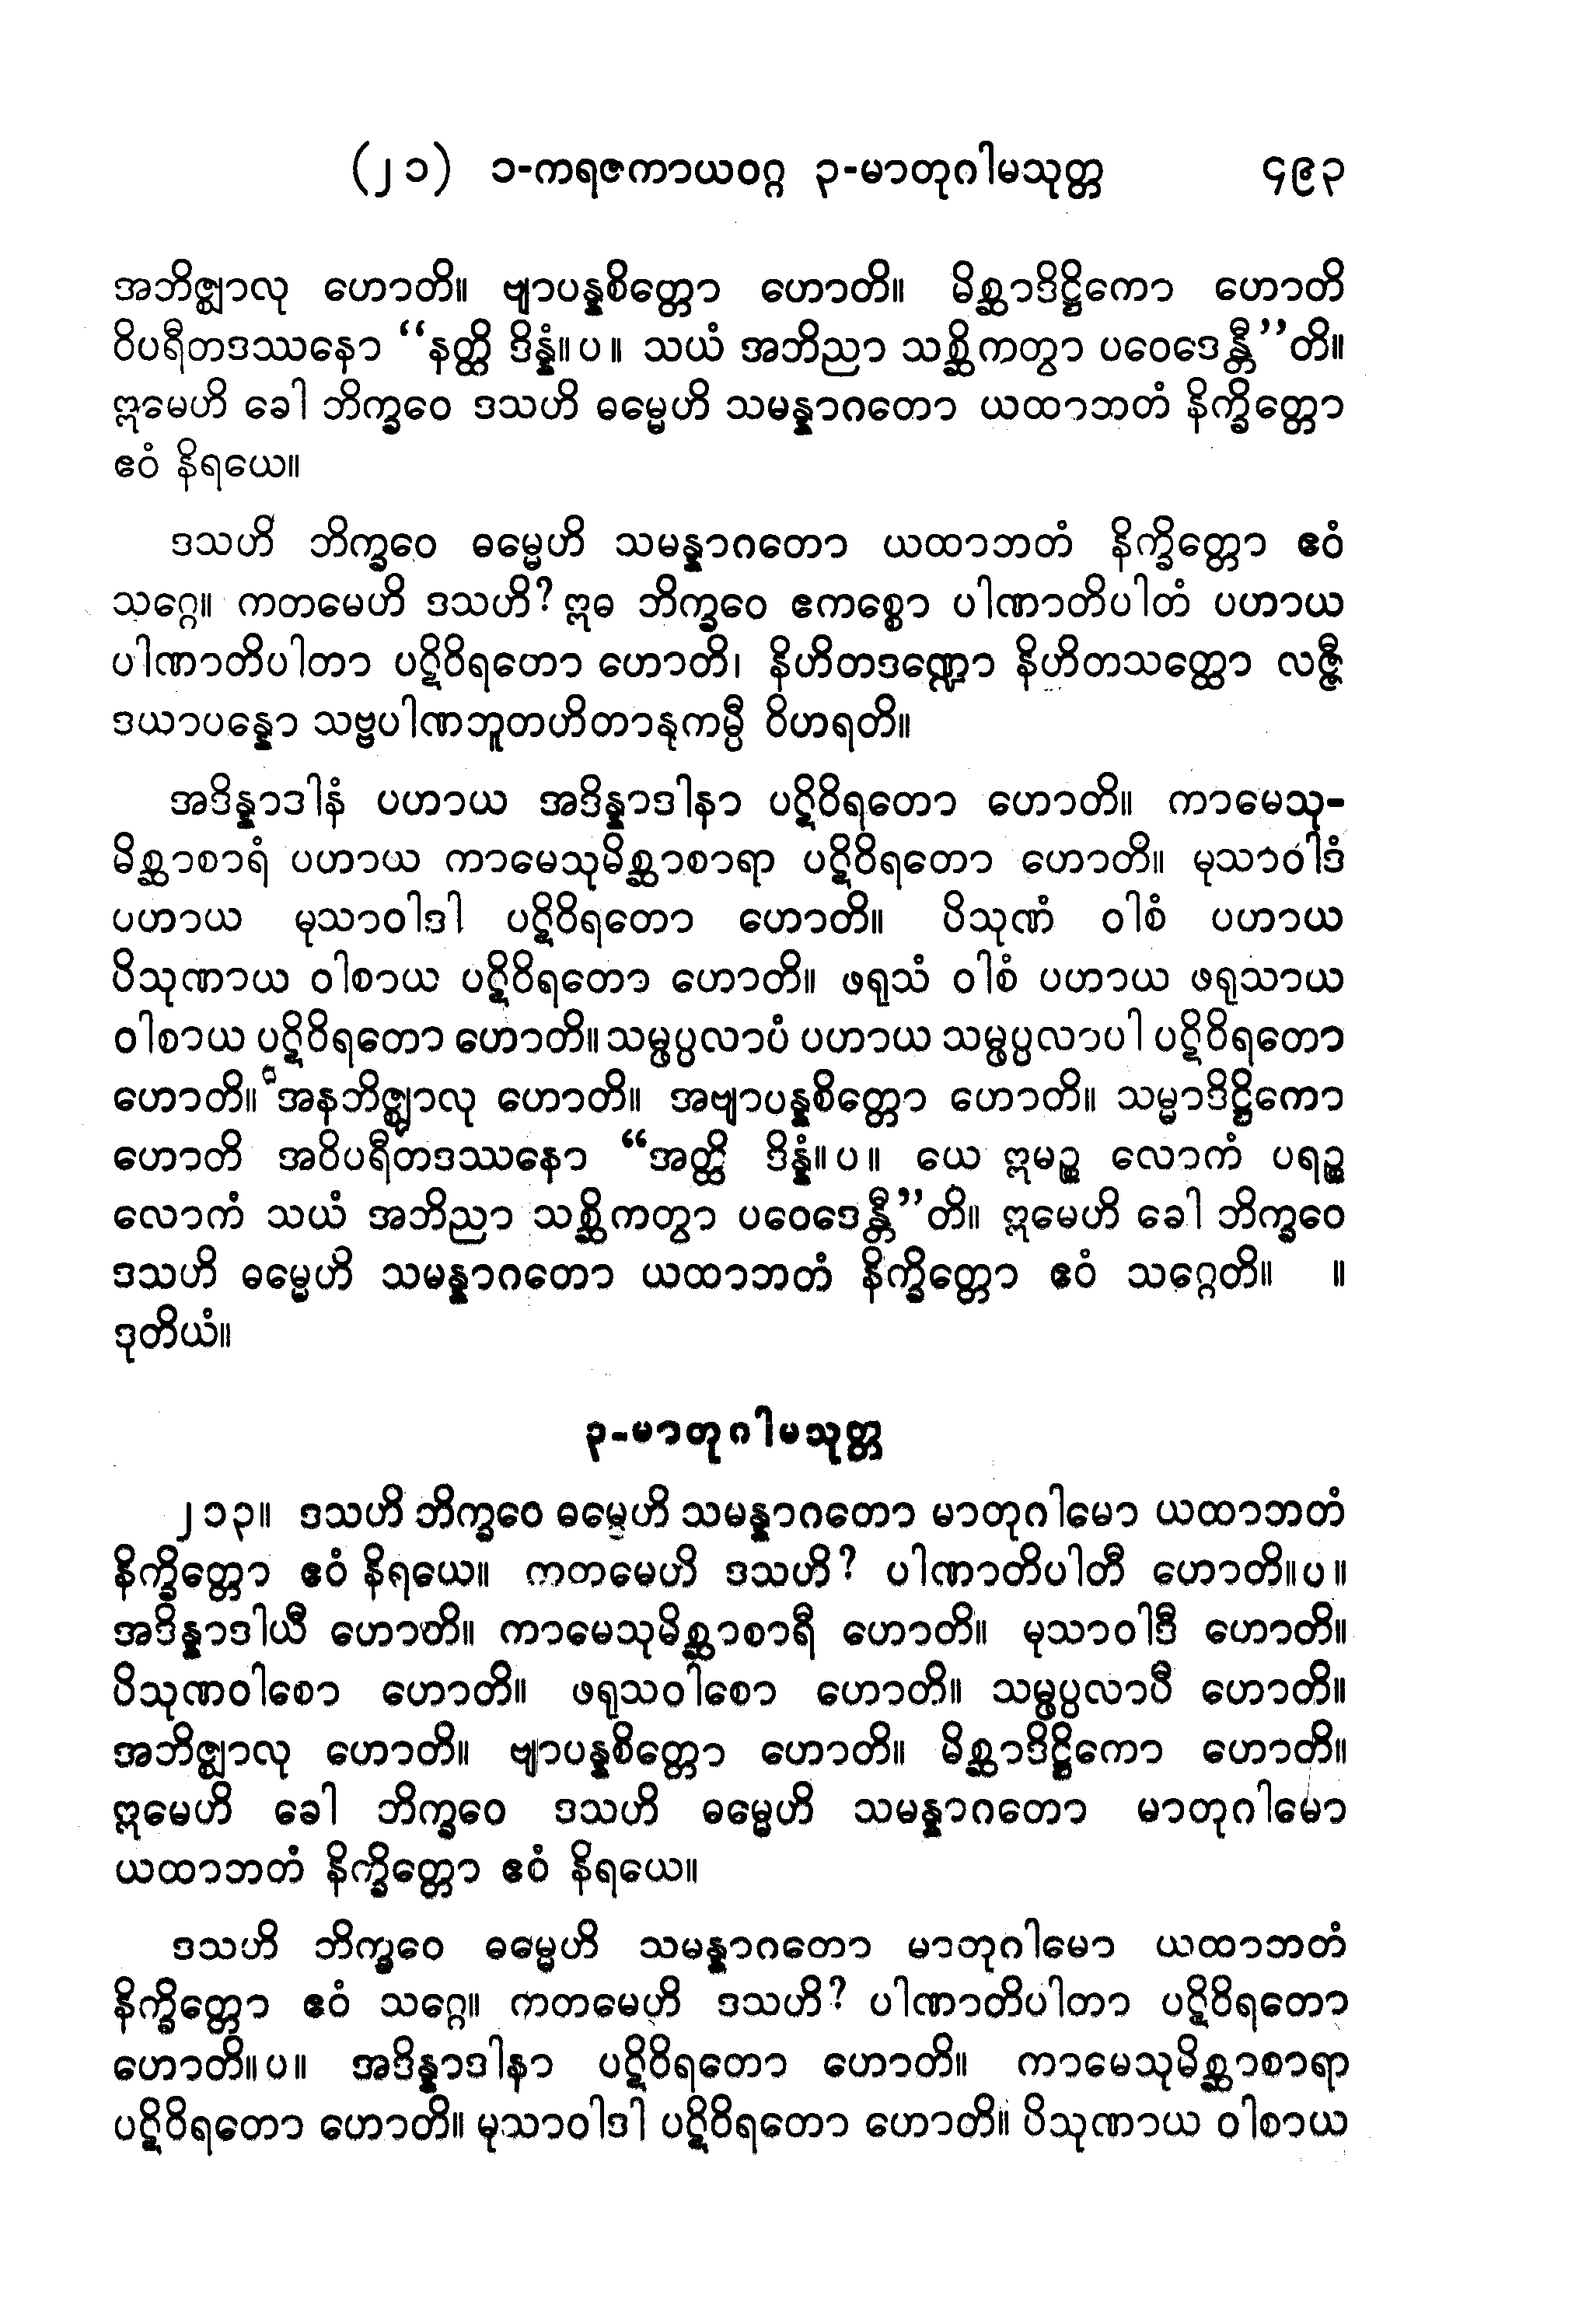 (၂၁) ၁-ကရဇကာယဝဂ္ဂ ၃-မာတုဂါမသုတ္တ ၄၉၃
အဘိဇ္ဈာလု ဟောတိ။ ဗျာပန္နစိတ္တော ဟောတိ။ မိစ္ဆာဒိဋ္ဌိကော ဟောတိ
ဝိပရီတဒဿနော “နတ္ထိ ဒိန္နံ။ပ။ သယံ အဘိညာ သစ္ဆိကတွာ ပဝေဒေန္တီ”တိ။
ဣမေဟိ ခေါ ဘိက္ခဝေ ဒသဟိ ဓမ္မေဟိ သမန္နာဂတော ယထာဘတံ နိက္ခိတ္တော
ဧဝံ နိရယေ။
ဒသဟိ ဘိက္ခဝေ ဓမ္မေဟိ သမန္နာဂတော ယထာဘတံ နိက္ခိတ္တော ဧဝံ
သဂ္ဂေ။ ကတမေဟိ ဒသဟိ? ဣဓ ဘိက္ခဝေ ဧကစ္စော ပါဏာတိပါတံ ပဟာယ
ပါဏာတိပါတာ ပဋိဝိရတော ဟောတိ၊ နိဟိတဒဏ္ဍော နိဟိတသတ္ထော လဇ္ဇီ
ဒယာပန္နော သဗ္ဗပါဏဘူတဟိတာနုကမ္ပီ ဝိဟရတိ။
အဒိန္နာဒါနံ ပဟာယ အဒိန္နာဒါနာ ပဋိဝိရတော ဟောတိ။ ကာမေသု-
မိစ္ဆာစာရံ ပဟာယ ကာမေသုမိစ္ဆာစာရာ ပဋိဝိရတော ဟောတိ။ မုသာဝါဒံ
ပဟာယ မုသာဝါဒါ ပဋိဝိရတော ဟောတိ။ ပိသုဏံ ဝါစံ ပဟာယ
ပိသုဏာယ ဝါစာယ ပဋိဝိရတော ဟောတိ။ ဖရုသံ ဝါစံ ပဟာယ ဖရုသာယ
ဝါစာယ ပဋိဝိရတော ဟောတိ။ သမ္ဖပ္ပလာပံ ပဟာယ သမ္ဖပ္ပလာပါ ပဋိဝိရတော
ဟောတိ။ အနဘိဇ္ဈာလု ဟောတိ။ အဗျာပန္နစိတ္တော ဟောတိ။ သမ္မာဒိဋ္ဌိကော
ဟောတိ အဝိပရီတဒဿနော “အတ္ထိ ဒိန္နံ။ပ။ ယေ ဣမဉ္စ လောကံ ပရဉ္စ
လောကံ သယံ အဘိညာ သစ္ဆိကတွာ ပဝေဒေန္တီ”တိ။ ဣမေဟိ ခေါ ဘိက္ခဝေ
ဒသဟိ ဓမ္မေဟိ သမန္နာဂတော ယထာဘတံ နိက္ခိတ္တော ဧဝံ သဂ္ဂေတိ။ ။
ဒုတိယံ။
၃-မာတုဂါမသုတ္တ
၂၁၃။ ဒသဟိ ဘိက္ခဝေ ဓမ္မေဟိ သမန္နာဂတော မာတုဂါမော ယထာဘတံ
နိက္ခိတ္တော ဧဝံ နိရယေ။ ကတမေဟိ ဒသဟိ? ပါဏာတိပါတီ ဟောတိ။ပ။
အဒိန္နာဒါယီ ဟောတိ။ ကာမေသုမိစ္ဆာစာရီ ဟောတိ။ မုသာဝါဒီ ဟောတိ။
ပိသုဏဝါစော ဟောတိ။ ဖရုသဝါစော ဟောတိ။ သမ္ဖပ္ပလာပီ ဟောတိ။
အဘိဇ္ဈာလု ဟောတိ။ ဗျာပန္နစိတ္တော ဟောတိ။ မိစ္ဆာဒိဋ္ဌိကော ဟောတိ။
ဣမေဟိ ခေါ ဘိက္ခဝေ ဒသဟိ ဓမ္မေဟိ သမန္နာဂတော မာတုဂါမော
ယထာဘတံ နိက္ခိတ္တော ဧဝံ နိရယေ။
ဒသဟိ ဘိက္ခဝေ ဓမ္မေဟိ သမန္နာဂတော မာတုဂါမော ယထာဘတံ
နိက္ခိတ္တော ဧဝံ သဂ္ဂေ။ ကတမေဟိ ဒသဟိ? ပါဏာတိပါတာ ပဋိဝိရတော
ဟောတိ။ပ။ အဒိန္နာဒါနာ ပဋိဝိရတော ဟောတိ။ ကာမေသုမိစ္ဆာစာရာ
ပဋိဝိရတော ဟောတိ။ မုသာဝါဒါ ပဋိဝိရတော ဟောတိ။ ပိသုဏာယ ဝါစာယ